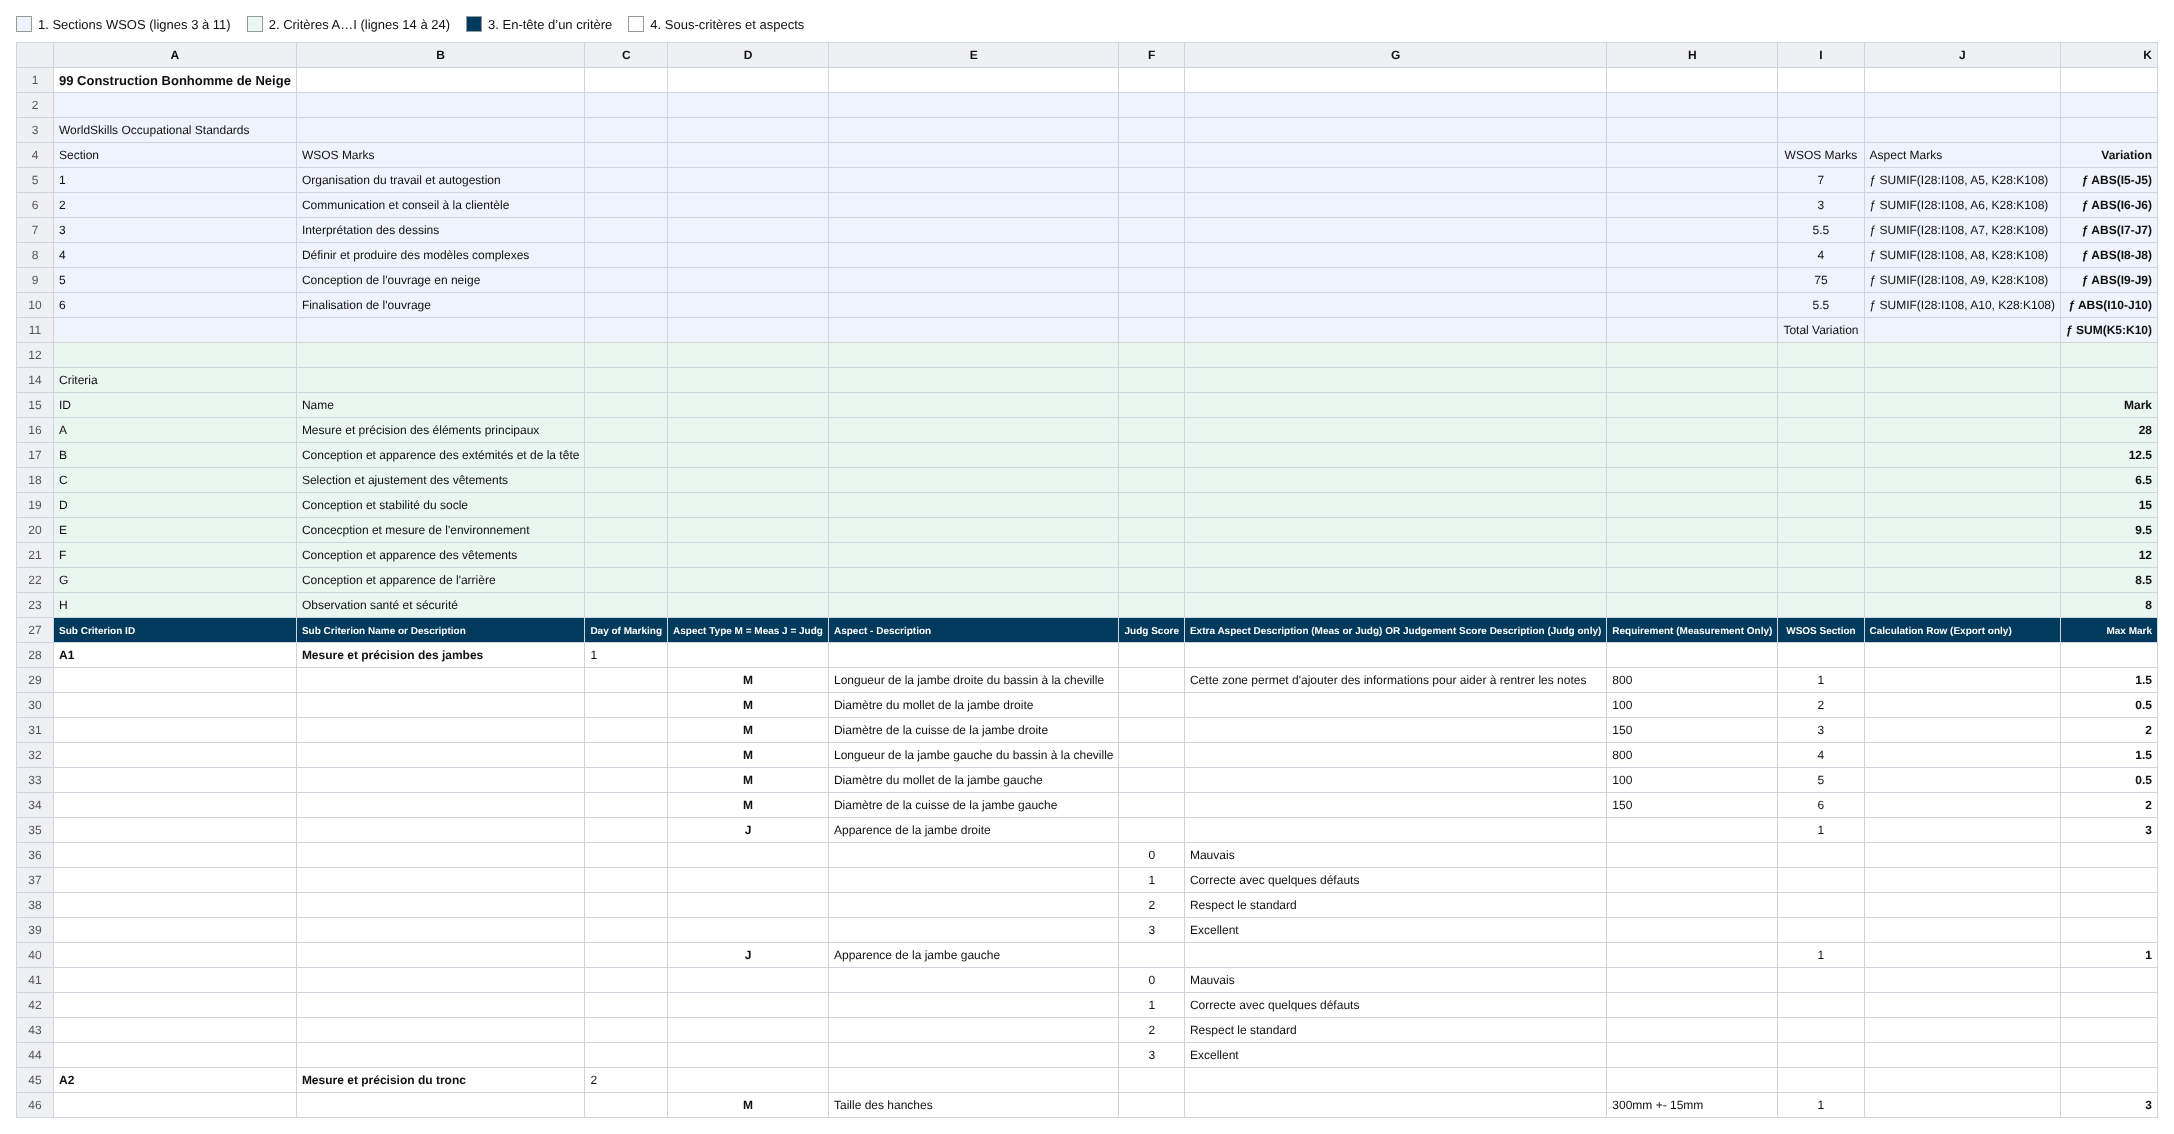 1. Sections WSOS (lignes 3 à 11) 2. Critères A…I (lignes 14 à 24) 3. En-tête d’un critère 4. Sous-critères et aspects
A B C D E F G H I J K
1 99 Construction Bonhomme de Neige
2
3 WorldSkills Occupational Standards
4 Section WSOS Marks WSOS Marks Aspect Marks Variation
5 1 Organisation du travail et autogestion 7 ƒ SUMIF(I28:I108, A5, K28:K108) ƒ ABS(I5-J5)
6 2 Communication et conseil à la clientèle 3 ƒ SUMIF(I28:I108, A6, K28:K108) ƒ ABS(I6-J6)
7 3 Interprétation des dessins 5.5 ƒ SUMIF(I28:I108, A7, K28:K108) ƒ ABS(I7-J7)
8 4 Définir et produire des modèles complexes 4 ƒ SUMIF(I28:I108, A8, K28:K108) ƒ ABS(I8-J8)
9 5 Conception de l'ouvrage en neige 75 ƒ SUMIF(I28:I108, A9, K28:K108) ƒ ABS(I9-J9)
10 6 Finalisation de l'ouvrage 5.5 ƒ SUMIF(I28:I108, A10, K28:K108) ƒ ABS(I10-J10)
11 Total Variation ƒ SUM(K5:K10)
12
14 Criteria
15 ID Name Mark
16 A Mesure et précision des éléments principaux 28
17 B Conception et apparence des extémités et de la tête 12.5
18 C Selection et ajustement des vêtements 6.5
19 D Conception et stabilité du socle 15
20 E Concecption et mesure de l'environnement 9.5
21 F Conception et apparence des vêtements 12
22 G Conception et apparence de l'arrière 8.5
23 H Observation santé et sécurité 8
27 Sub Criterion ID Sub Criterion Name or Description Day of Marking Aspect Type M = Meas J = Judg Aspect - Description Judg Score Extra Aspect Description (Meas or Judg) OR Judgement Score Description (Judg only) Requirement (Measurement Only) WSOS Section Calculation Row (Export only) Max Mark
28 A1 Mesure et précision des jambes 1
29 M Longueur de la jambe droite du bassin à la cheville Cette zone permet d'ajouter des informations pour aider à rentrer les notes 800 1 1.5
30 M Diamètre du mollet de la jambe droite 100 2 0.5
31 M Diamètre de la cuisse de la jambe droite 150 3 2
32 M Longueur de la jambe gauche du bassin à la cheville 800 4 1.5
33 M Diamètre du mollet de la jambe gauche 100 5 0.5
34 M Diamètre de la cuisse de la jambe gauche 150 6 2
35 J Apparence de la jambe droite 1 3
36 0 Mauvais
37 1 Correcte avec quelques défauts
38 2 Respect le standard
39 3 Excellent
40 J Apparence de la jambe gauche 1 1
41 0 Mauvais
42 1 Correcte avec quelques défauts
43 2 Respect le standard
44 3 Excellent
45 A2 Mesure et précision du tronc 2
46 M Taille des hanches 300mm +- 15mm 1 3